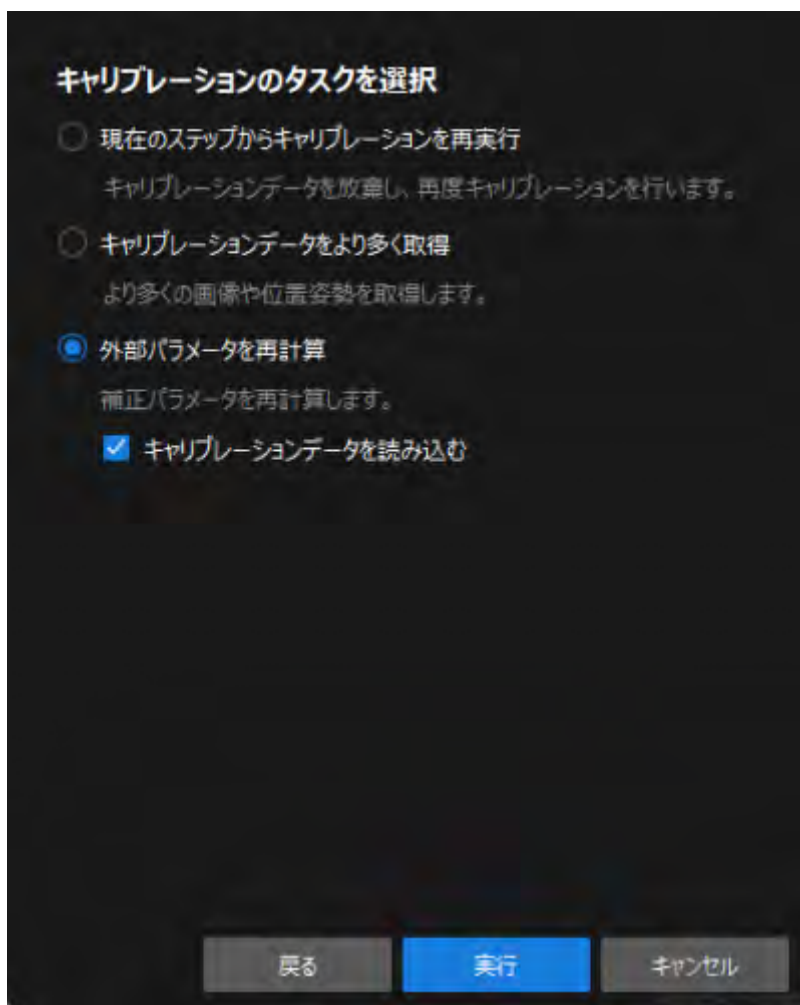 キャリブレーションのタスクを選択
現在のステップからキャリブレーションを再実行
キャリブレーションデータを放棄し、再度キャリブレーションを行います。
キャリブレーションデータをより多く取得
より多くの画像や位置姿勢を取得します。
外部パラメータを再計算
補正パラメータを再計算します。
キャリブレーションデータを読み込む
戻る 実行 キャンセル